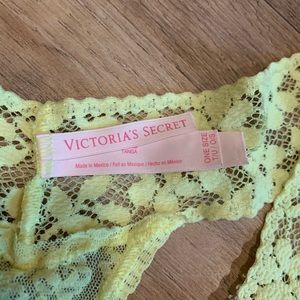 VICTORIA'S SECRET
TANGA
Made in Mexico / Fait au Mexique / Hecho en México
ONE SIZE
T/U O/S